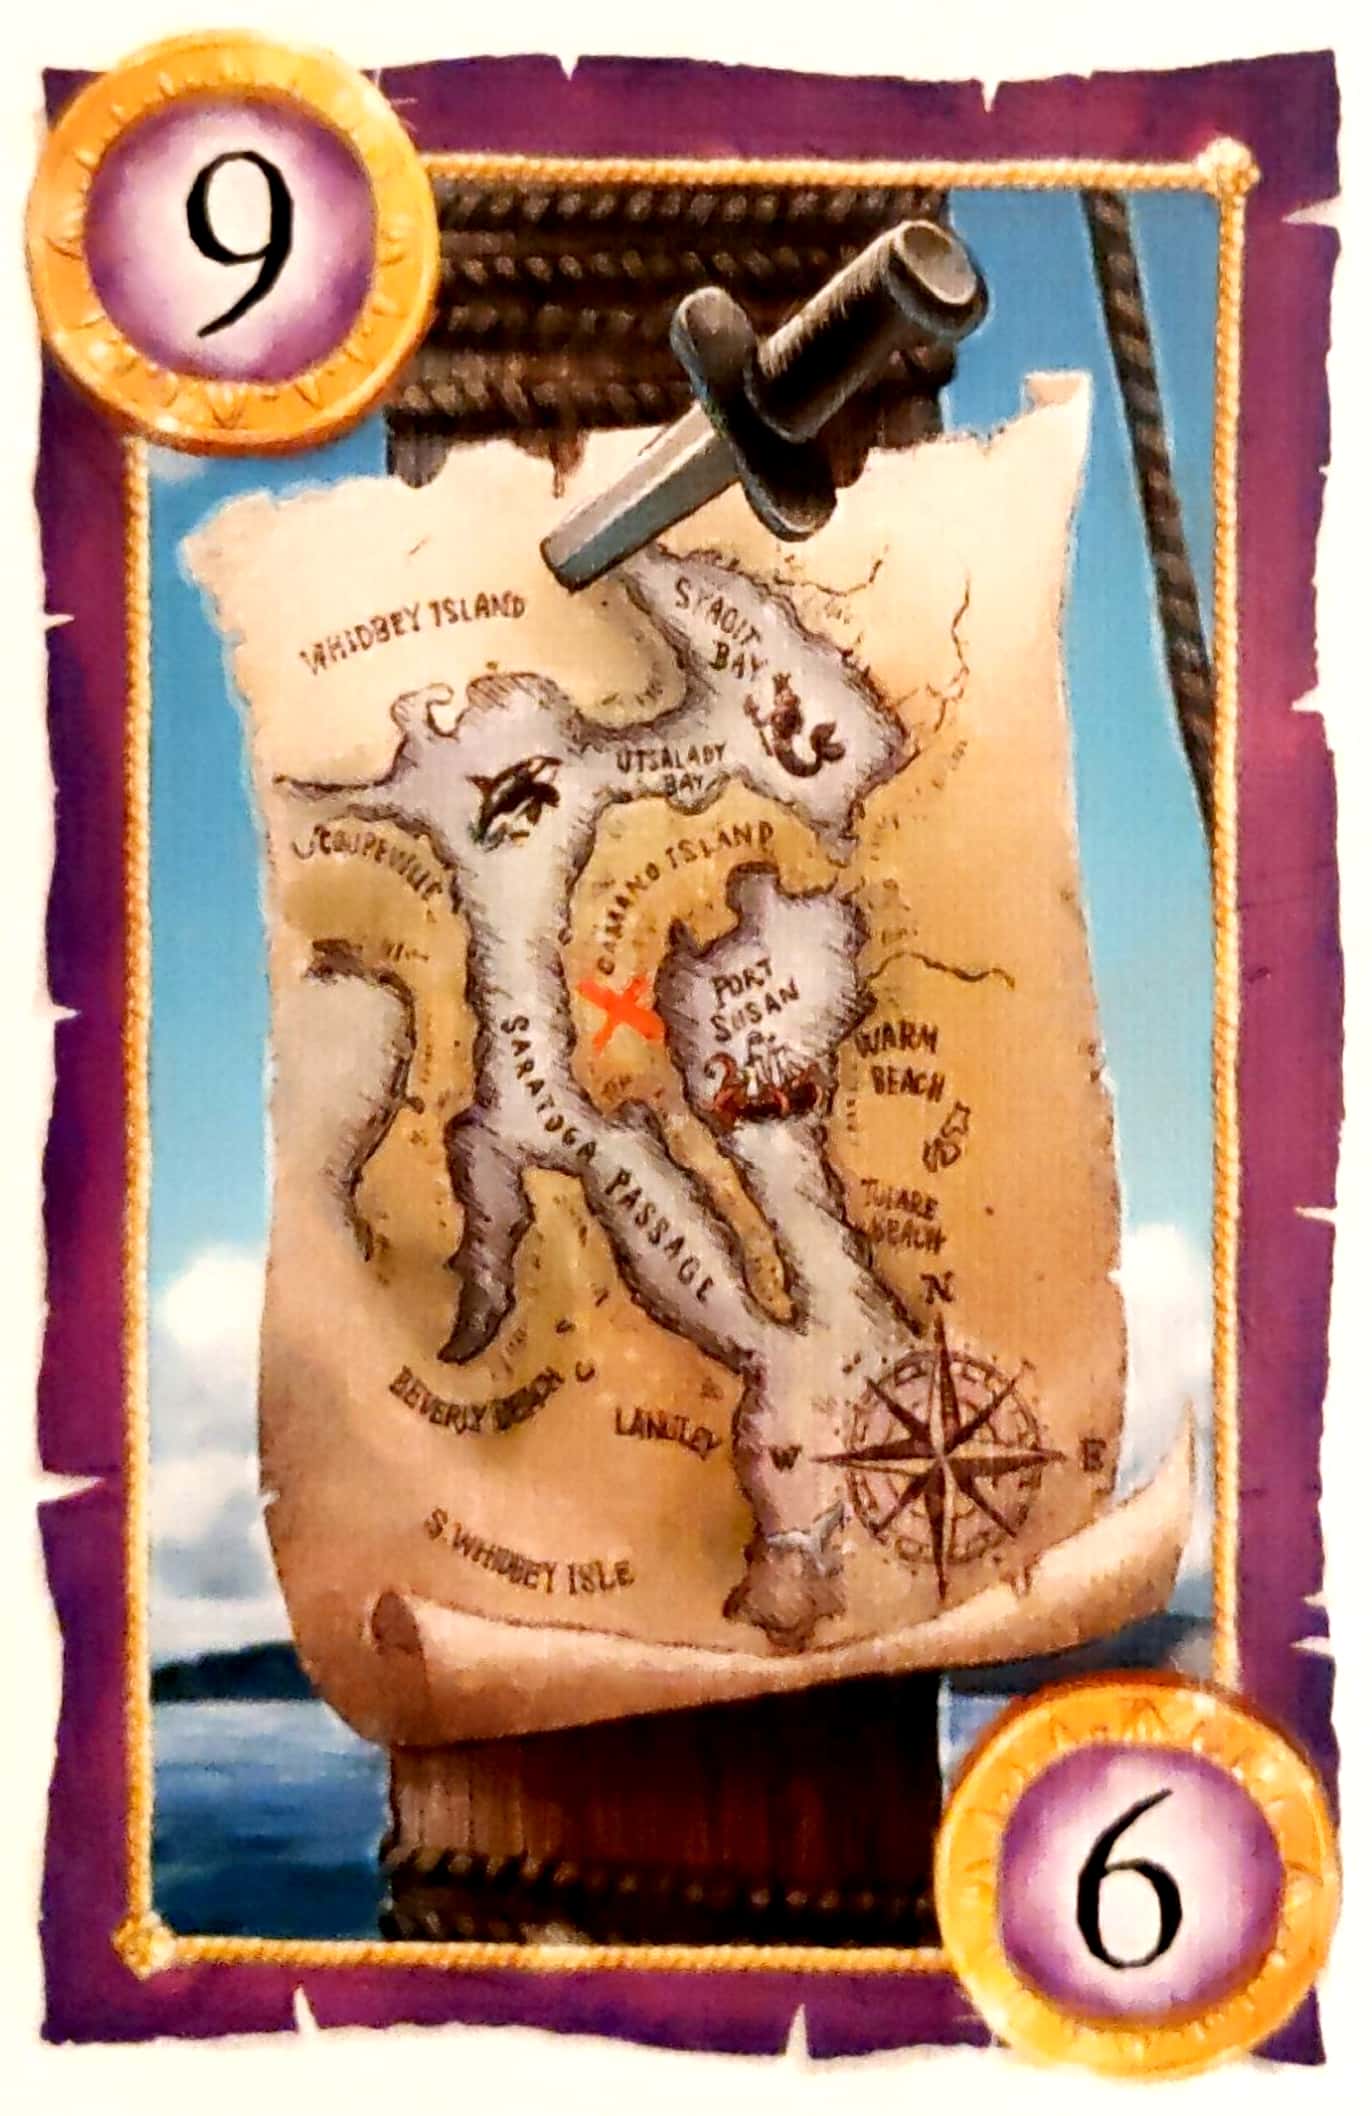 9
WHIDBEY ISLAND
SKAGIT
BAY
UTSALADY
BAY
COUPEVILLE
CAMANO ISLAND
PORT
SUSAN
SARATOGA PASSAGE
WARM
BEACH
TULARE
BEACH
N
BEVERLY BEACH
LANGLEY
W
E
S. WHIDBEY ISLE
6